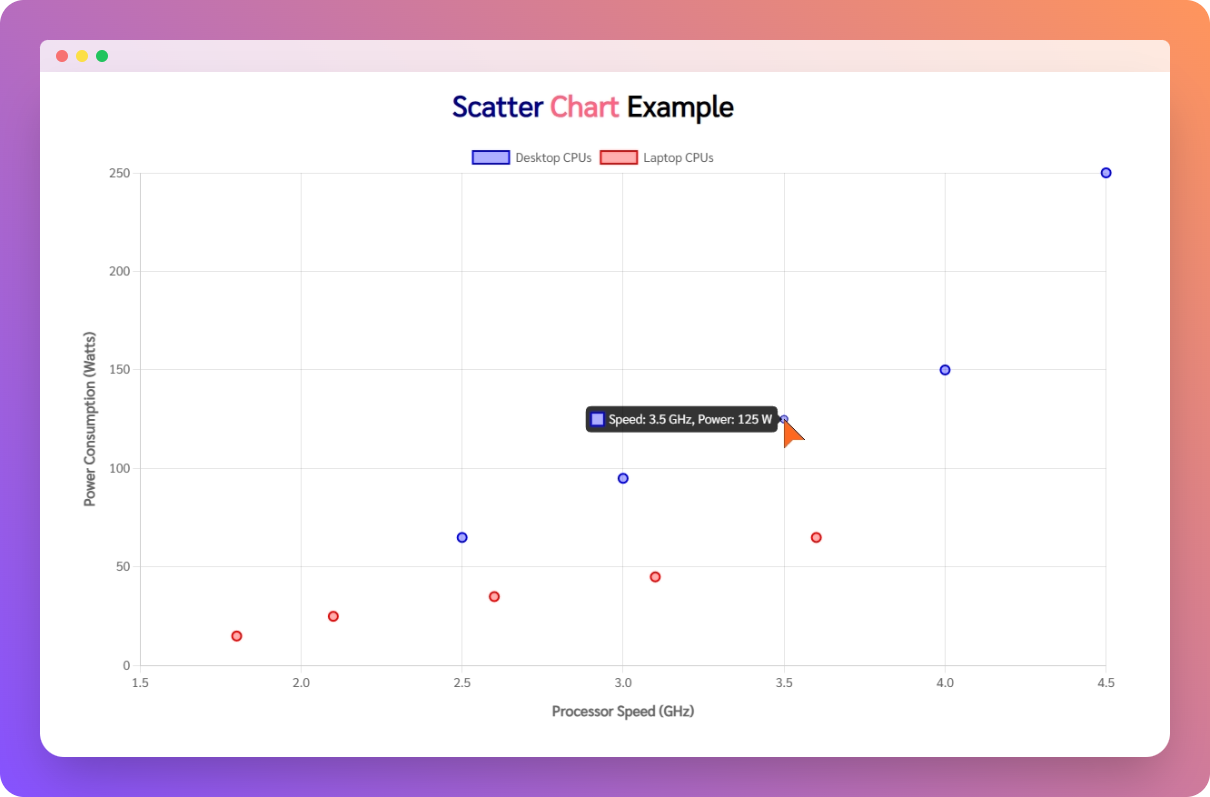 Scatter Chart Example
Desktop CPUs Laptop CPUs
250
200
150
100
50
0
Power Consumption (Watts)
Speed: 3.5 GHz, Power: 125 W
1.5 2.0 2.5 3.0 3.5 4.0 4.5
Processor Speed (GHz)